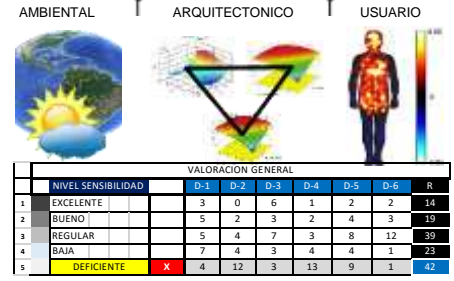 AMBIENTAL ARQUITECTONICO USUARIO
VALORACION GENERAL
NIVEL SENSIBILIDAD D-1 D-2 D-3 D-4 D-5 D-6 R
1 EXCELENTE 3 0 6 1 2 2 14
2 BUENO 5 2 3 2 4 3 19
3 REGULAR 5 4 7 3 8 12 39
4 BAJA 7 4 3 4 4 1 23
5 DEFICIENTE X 4 12 3 13 9 1 42